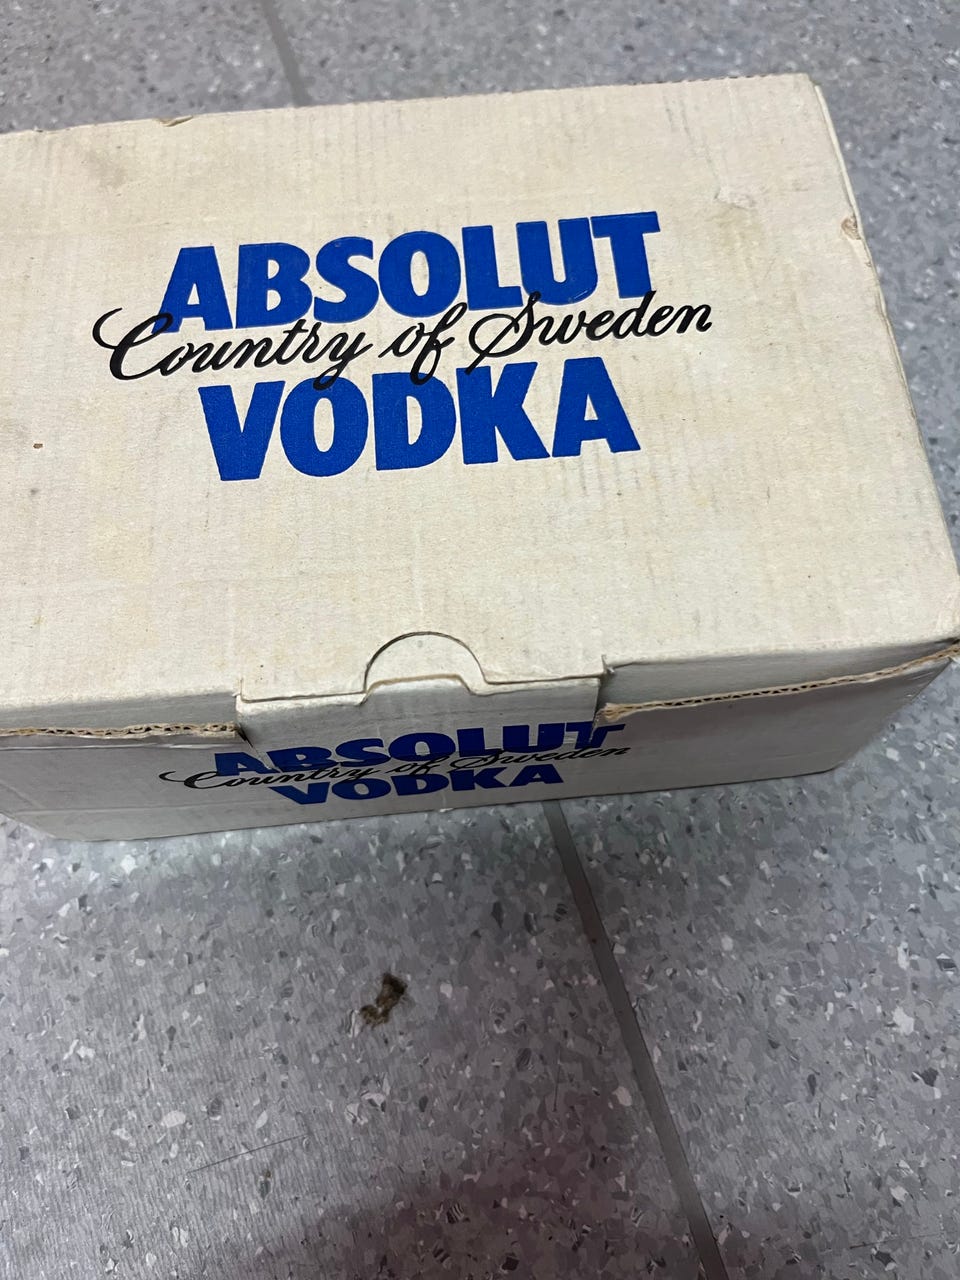 ABSOLUT
Country of Sweden
VODKA
ABSOLUT
Country of Sweden
VODKA